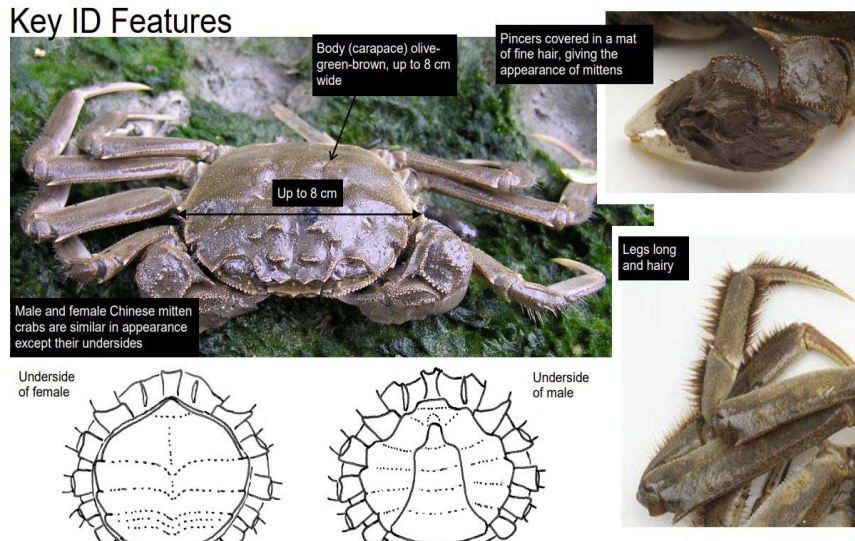 Key ID Features
Body (carapace) olive-
green-brown, up to 8 cm
wide
Pincers covered in a mat
of fine hair, giving the
appearance of mittens
Up to 8 cm
Legs long
and hairy
Male and female Chinese mitten
crabs are similar in appearance
except their undersides
Underside
of female
Underside
of male